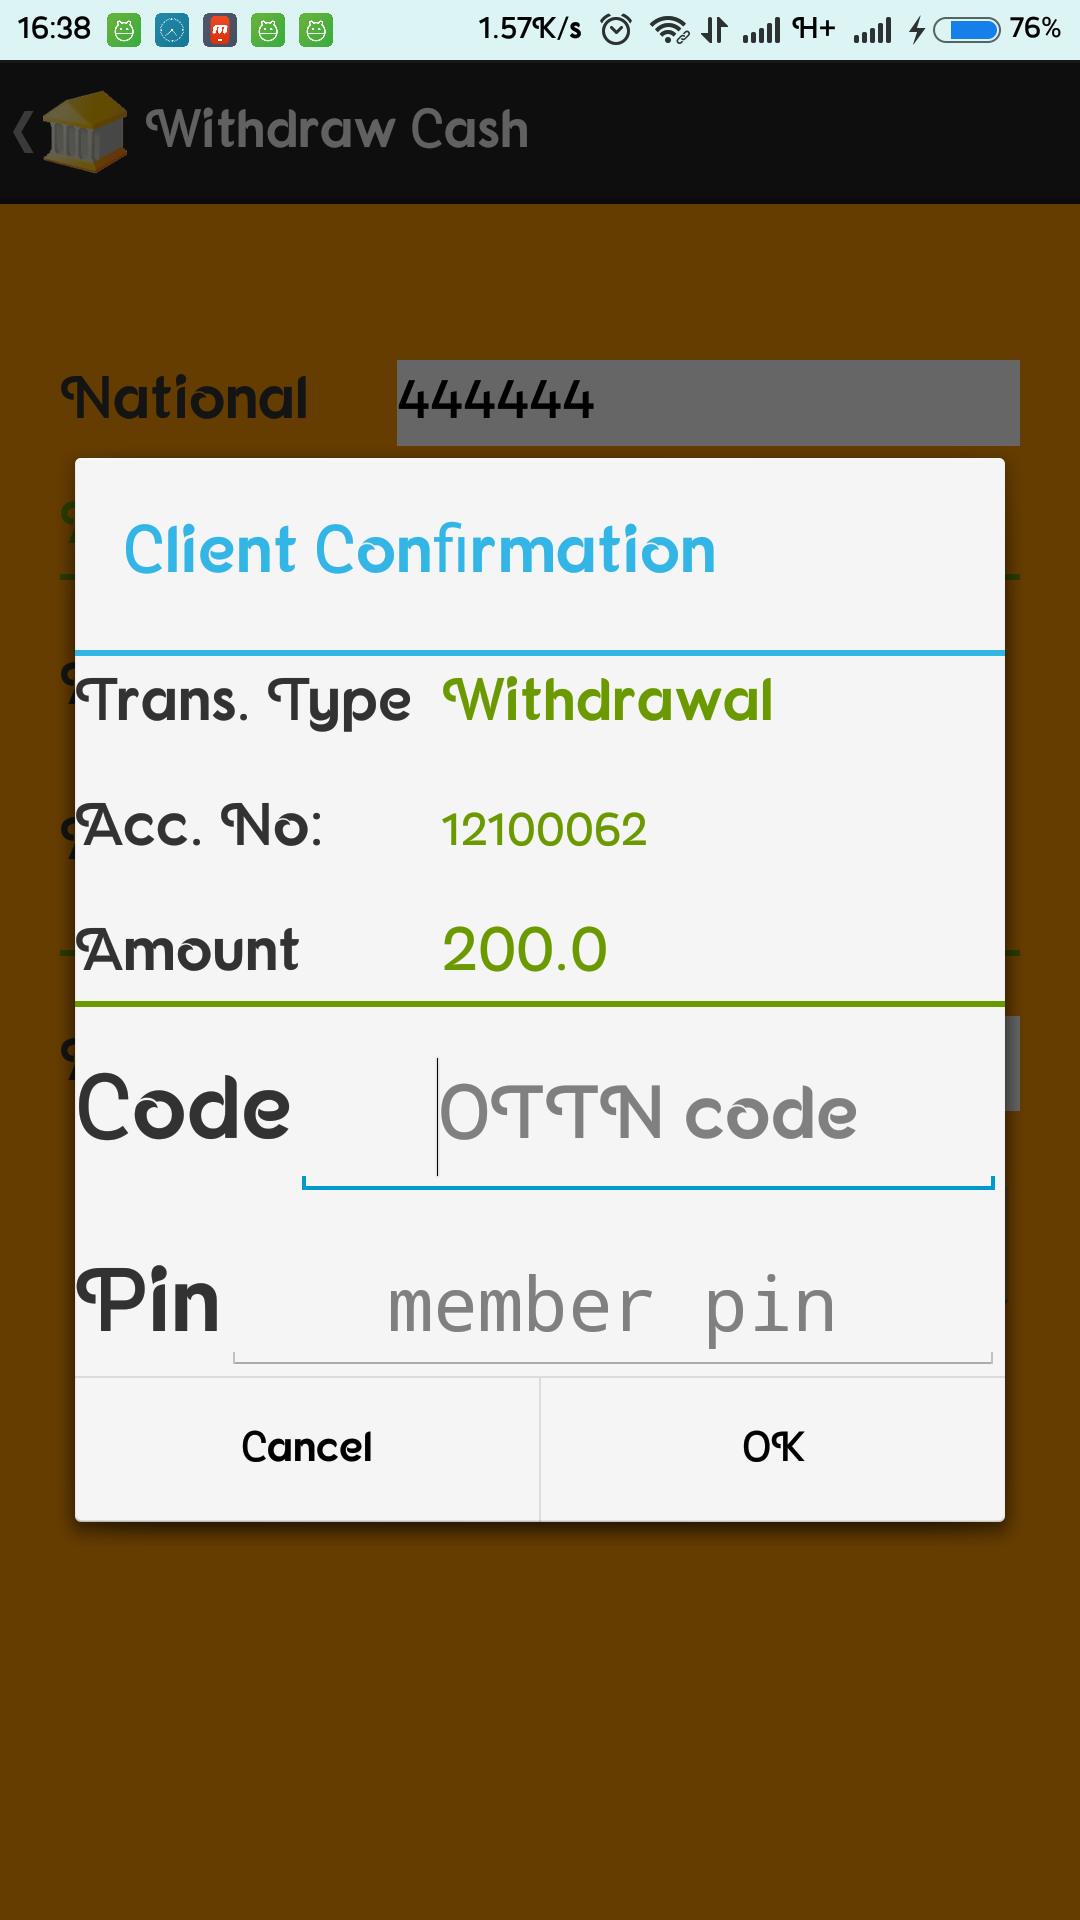 16:38 1.57K/s H+ 76%
Withdraw Cash
National 444444
Client Confirmation
Trans. Type Withdrawal
Acc. No: 12100062
Amount 200.0
Code OTTN code
Pin member pin
Cancel OK